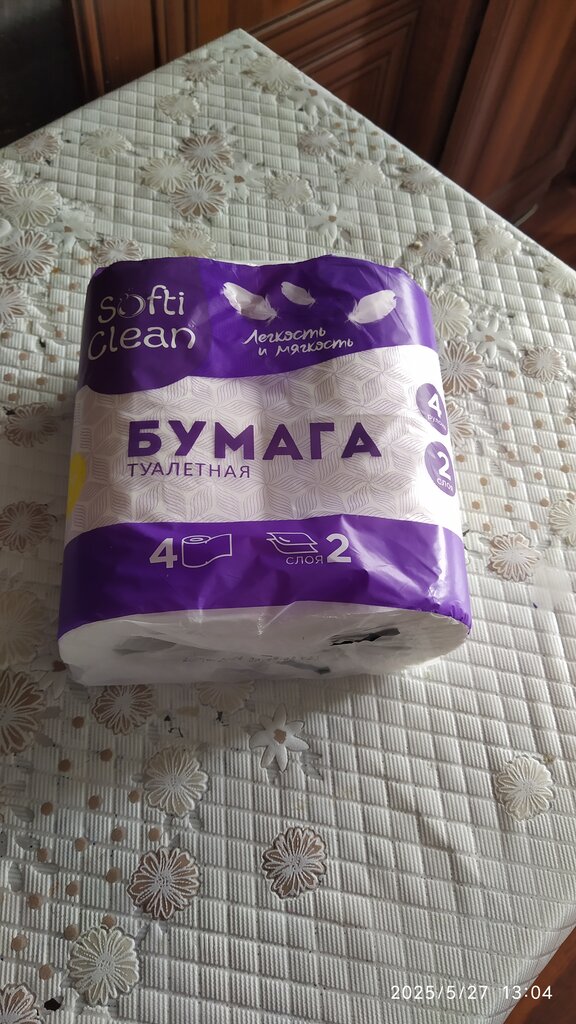 Softi
Clean
Легкость
и мягкость
БУМАГА
ТУАЛЕТНАЯ
4
2
4
СЛОЯ 2
2025/5/27 13:04